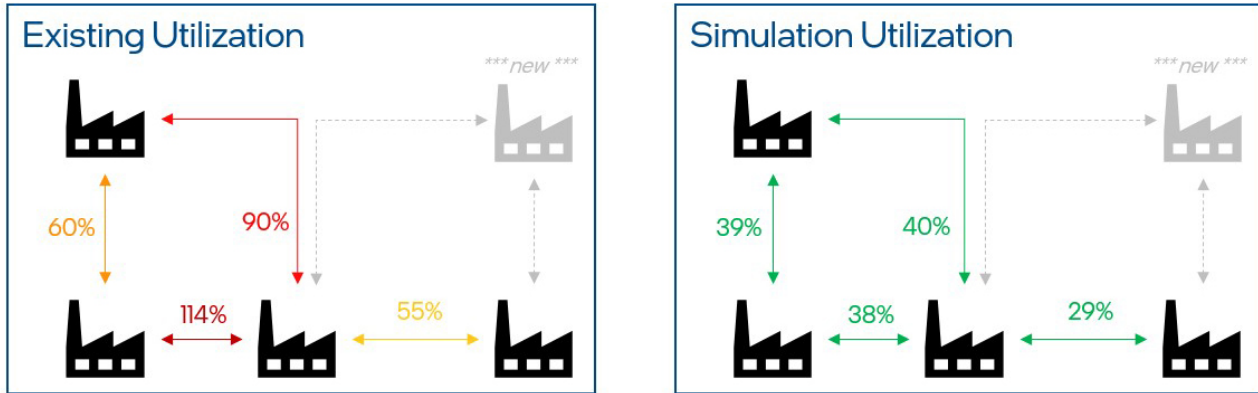 Existing Utilization
*** new ***
60%
90%
114%
55%
Simulation Utilization
*** new ***
39%
40%
38%
29%